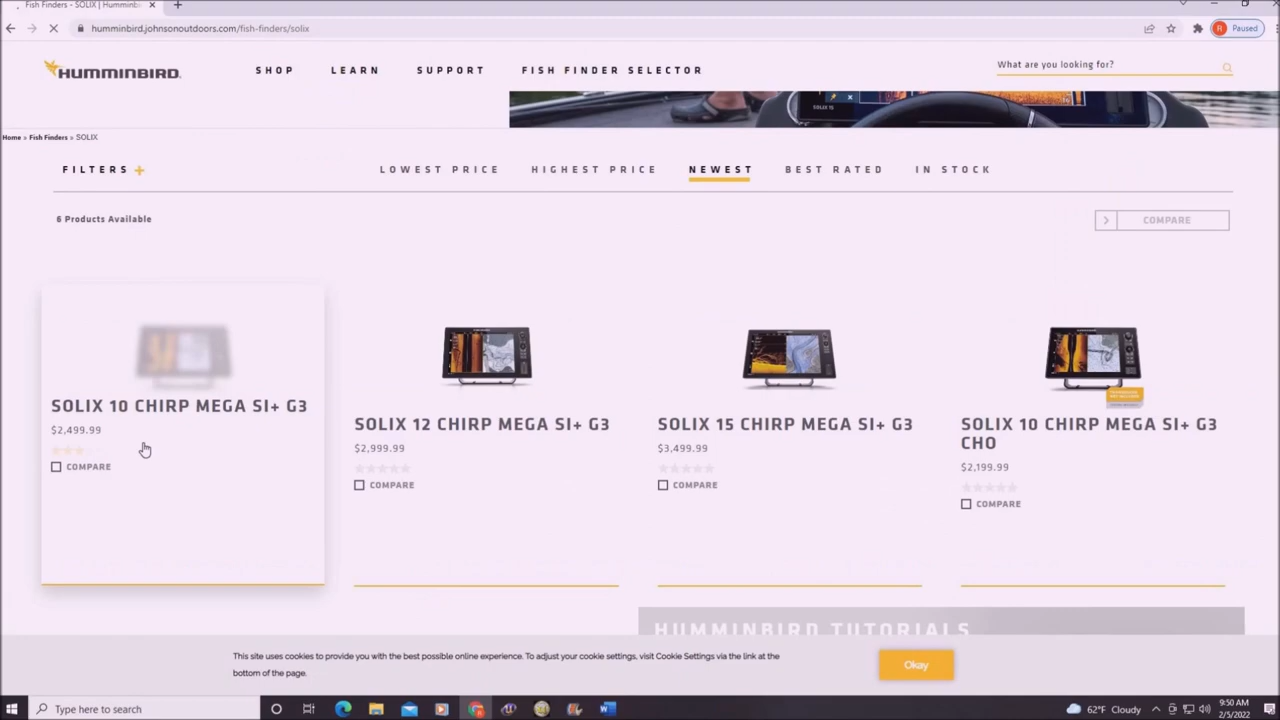 Fish Finders - SOLIX | Humminb
humminbird.johnsonoutdoors.com/fish-finders/solix
R Paused
HUMMINBIRD
SHOP LEARN SUPPORT FISH FINDER SELECTOR
What are you looking for?
SOLIX 15
Home » Fish Finders » SOLIX
FILTERS +
LOWEST PRICE HIGHEST PRICE NEWEST BEST RATED IN STOCK
6 Products Available
COMPARE
SOLIX 10 CHIRP MEGA SI+ G3
$2,499.99
COMPARE
SOLIX 12 CHIRP MEGA SI+ G3
$2,999.99
COMPARE
SOLIX 15 CHIRP MEGA SI+ G3
$3,499.99
COMPARE
SOLIX 10 CHIRP MEGA SI+ G3
CHO
$2,199.99
COMPARE
HUMMINBIRD TUTORIALS
This site uses cookies to provide you with the best possible online experience. To adjust your cookie settings, visit Cookie Settings via the link at the
bottom of the page.
Okay
Type here to search
62°F Cloudy
9:50 AM
2/5/2022